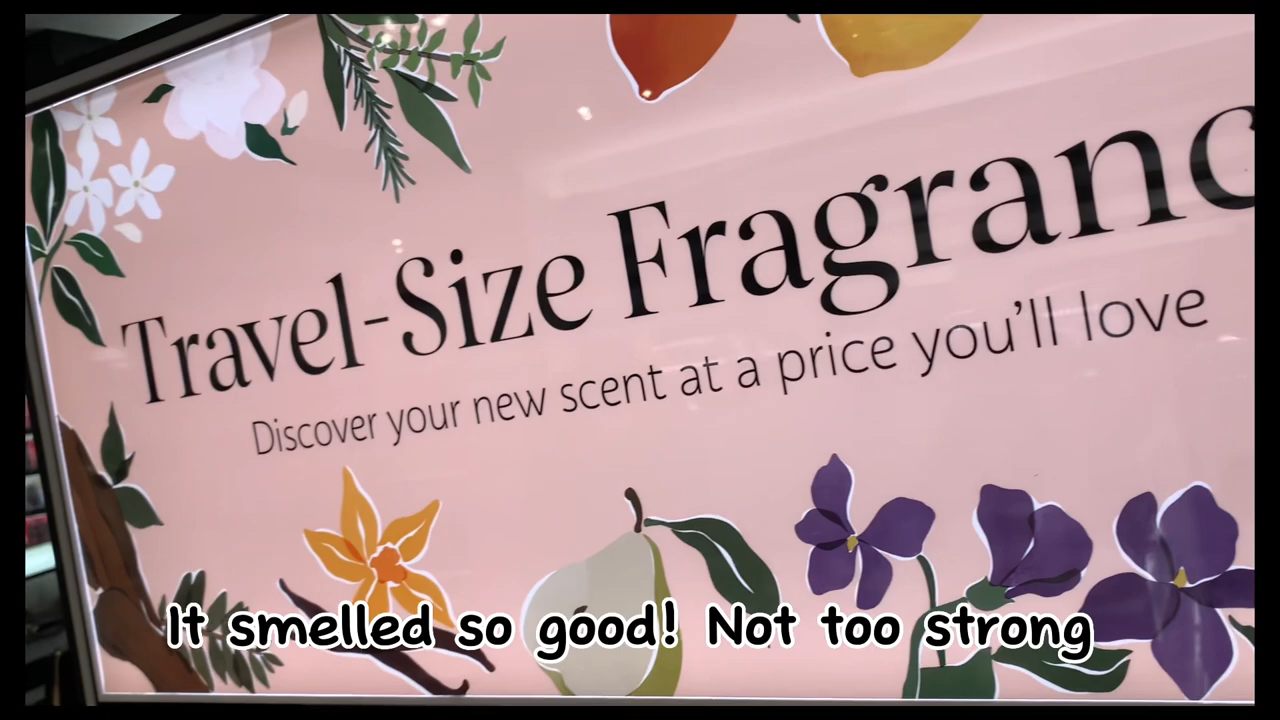 Travel-Size Fragranc
Discover your new scent at a price you'll love
It smelled so good! Not too strong